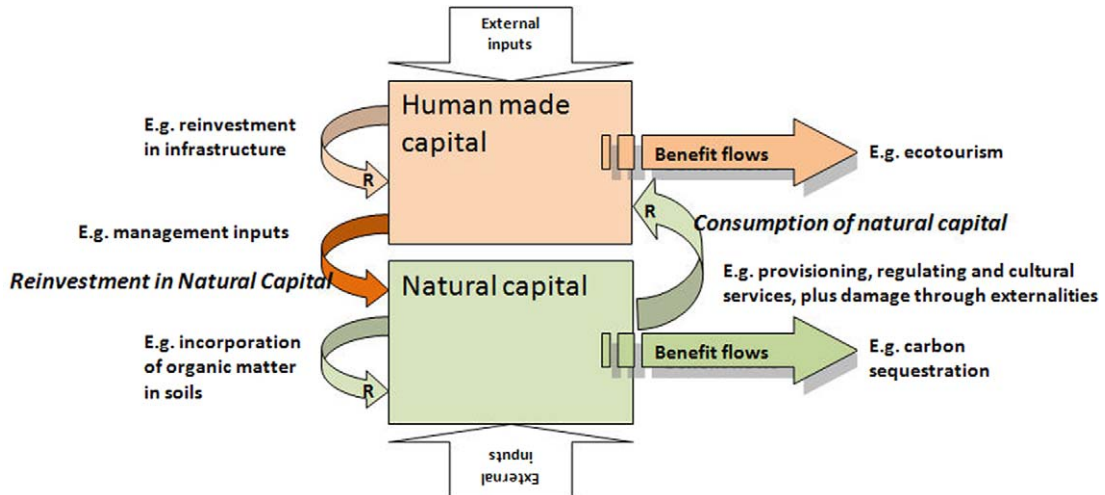 External
inputs
Human made
capital
E.g. reinvestment
in infrastructure
R
Benefit flows
E.g. ecotourism
R
Consumption of natural capital
E.g. management inputs
Reinvestment in Natural Capital
Natural capital
E.g. provisioning, regulating and cultural
services, plus damage through externalities
E.g. incorporation
of organic matter
in soils
R
Benefit flows
E.g. carbon
sequestration
External
inputs